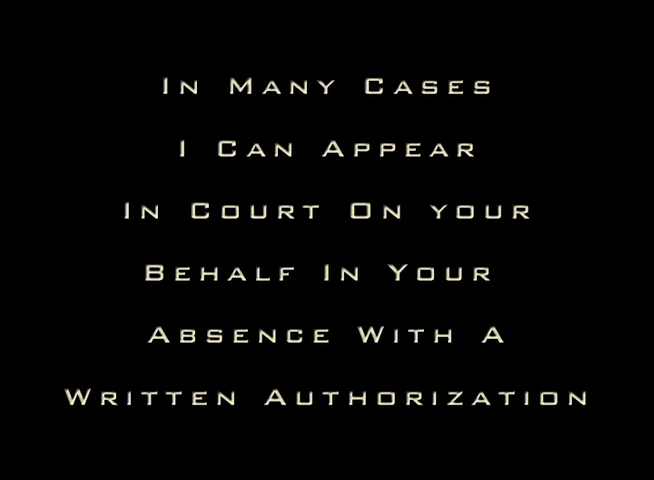 In Many Cases
I Can Appear
In Court On your
Behalf In Your
Absence With A
Written Authorization